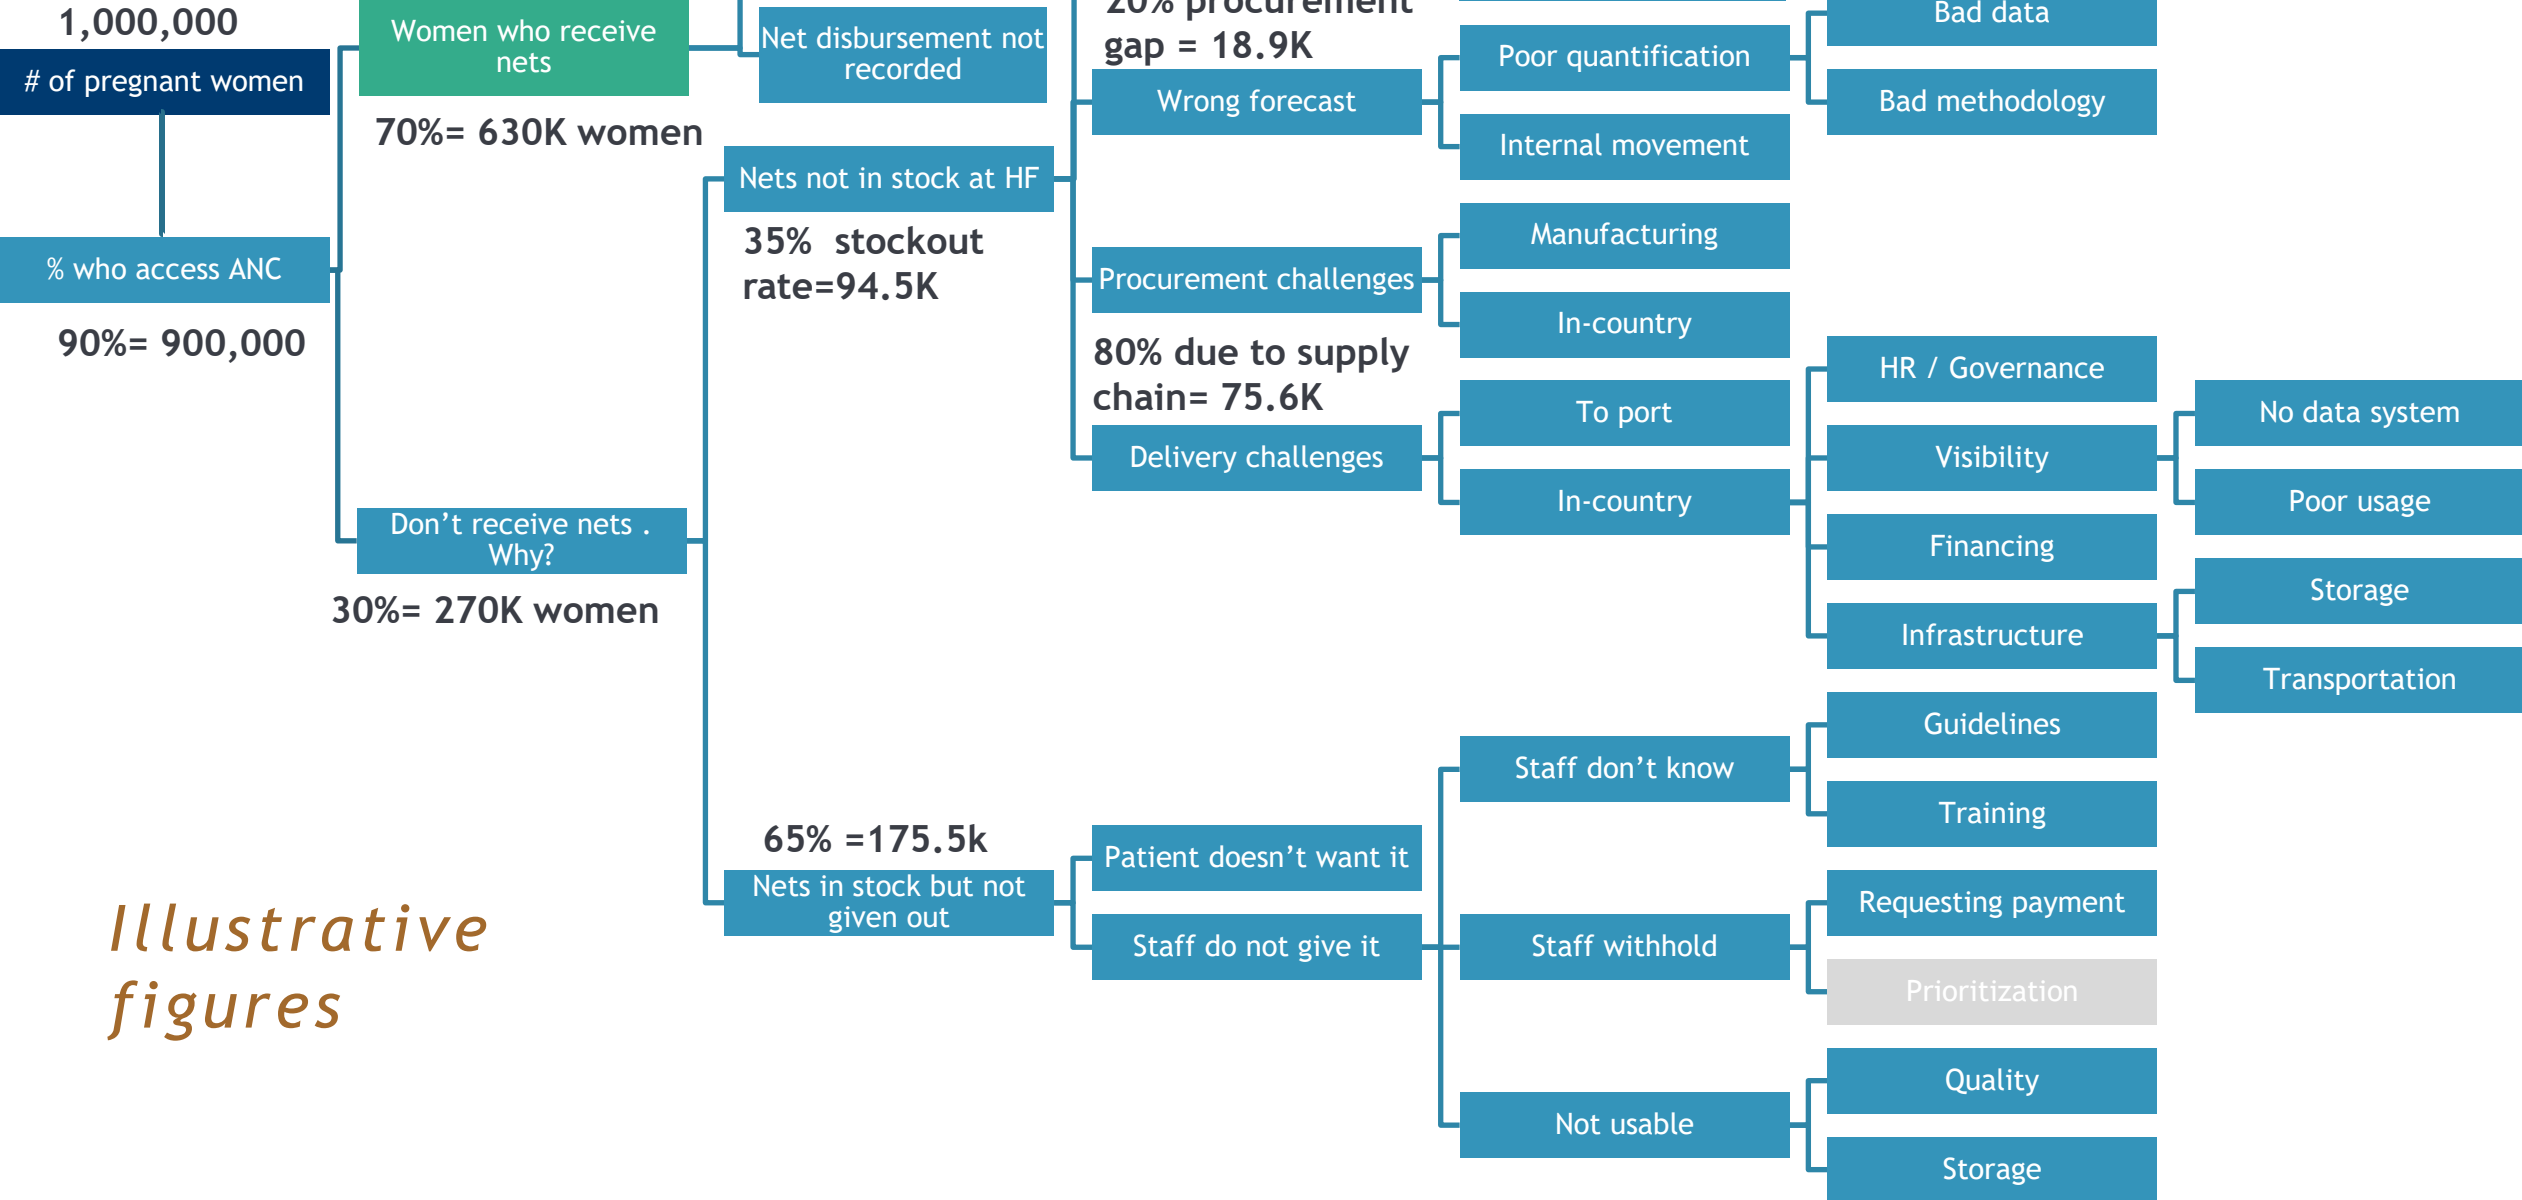 1,000,000
# of pregnant women
% who access ANC
90%= 900,000
Women who receive
nets
70%= 630K women
Don’t receive nets .
Why?
30%= 270K women
Net disbursement not
recorded
Nets not in stock at HF
35%  stockout
rate=94.5K
65% =175.5k
Nets in stock but not
given out
20% procurement
gap = 18.9K
Wrong forecast
Procurement challenges
80% due to supply
chain= 75.6K
Delivery challenges
Patient doesn’t want it
Staff do not give it
Poor quantification
Internal movement
Manufacturing
In-country
To port
In-country
Staff don’t know
Staff withhold
Not usable
Bad data
Bad methodology
HR / Governance
Visibility
Financing
Infrastructure
Guidelines
Training
Requesting payment
Prioritization
Quality
Storage
No data system
Poor usage
Storage
Transportation
Illustrative
figures